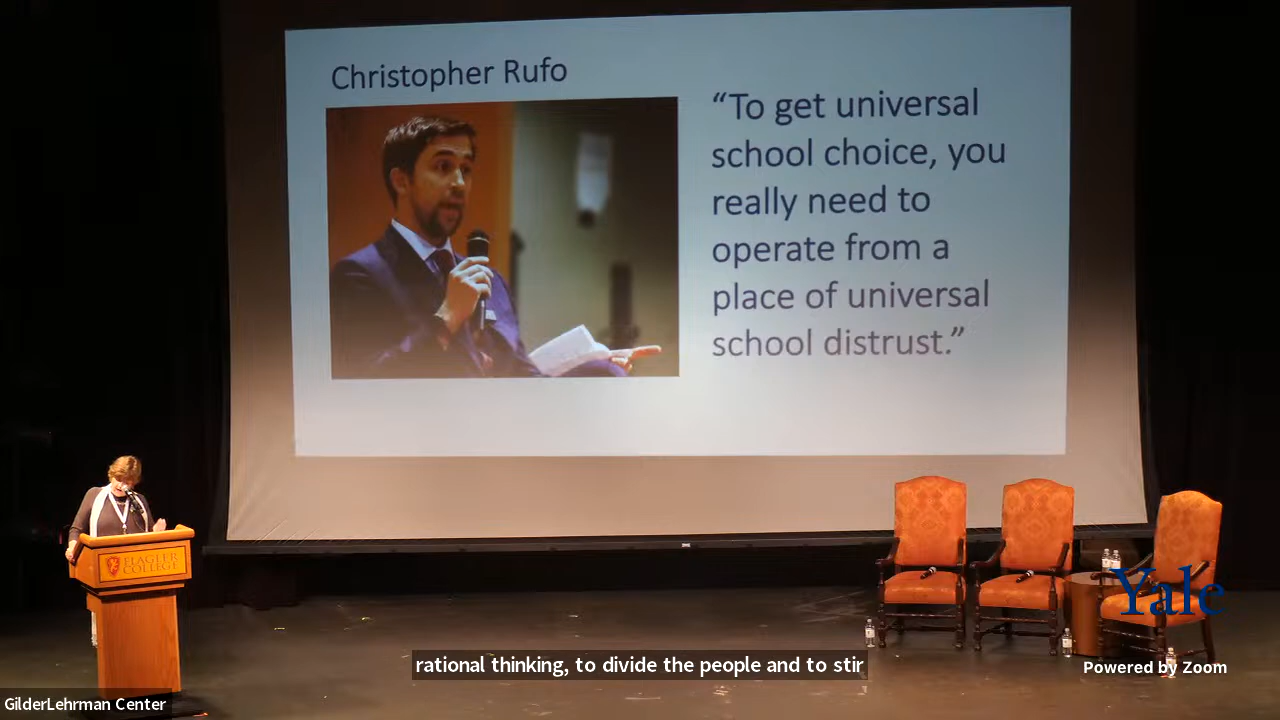 Christopher Rufo
“To get universal
school choice, you
really need to
operate from a
place of universal
school distrust.”
FLAGLER
COLLEGE
Yale
rational thinking, to divide the people and to stir
Powered by Zoom
GilderLehrman Center